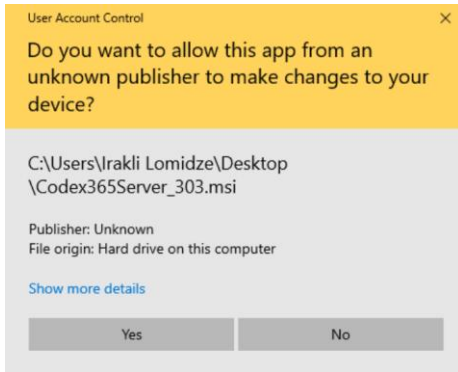 User Account Control
Do you want to allow this app from an
unknown publisher to make changes to your
device?
C:\Users\Irakli Lomidze\Desktop
\Codex365Server_303.msi
Publisher: Unknown
File origin: Hard drive on this computer
Show more details
Yes
No